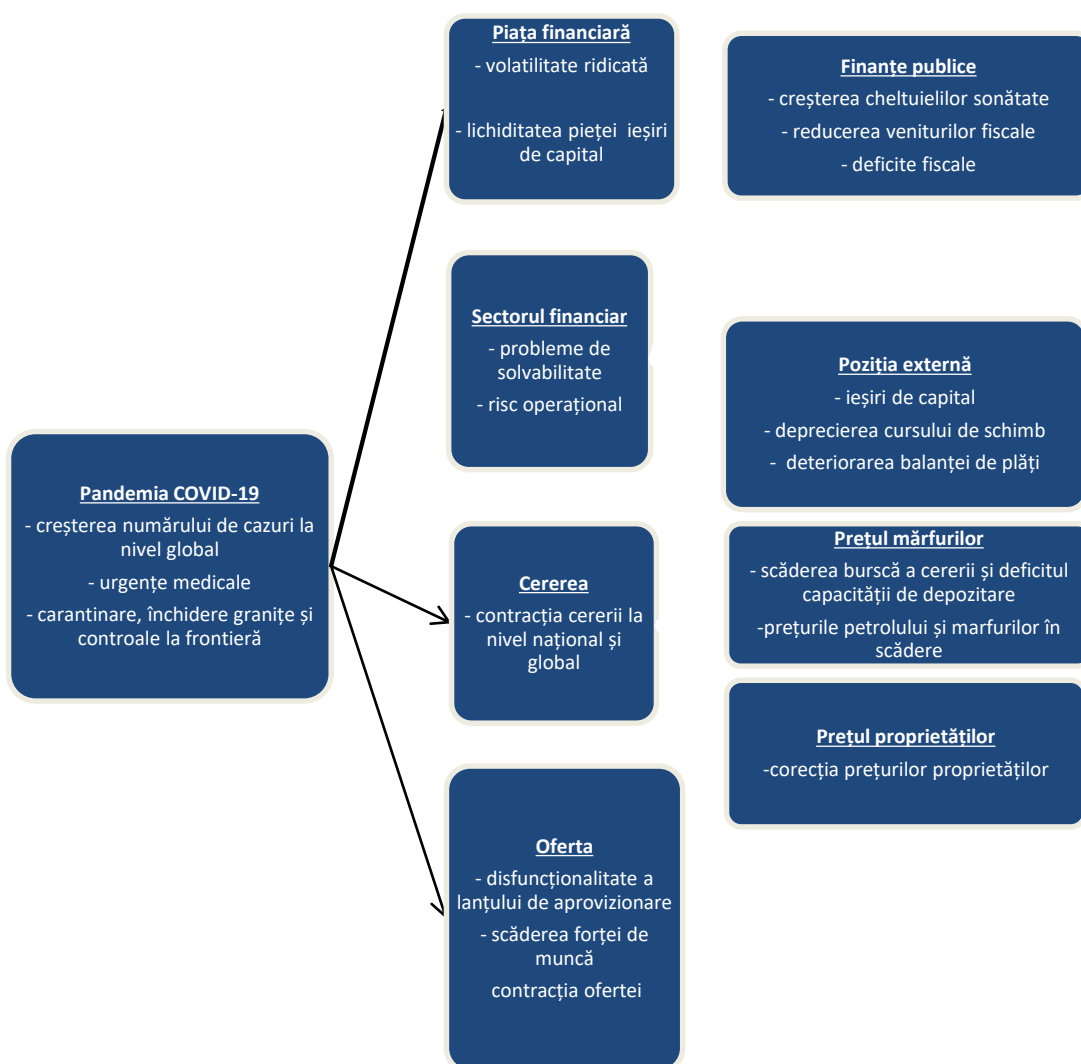 Pandemia COVID-19
- creșterea numărului de cazuri la
nivel global
- urgențe medicale
- carantinare, închidere granițe și
controale la frontieră
Piața financiară
- volatilitate ridicată
- lichiditatea pieței ieșiri
de capital
Sectorul financiar
- probleme de
solvabilitate
- risc operațional
Cererea
- contracția cererii la
nivel național și
global
Oferta
- disfuncționalitate a
lanțului de aprovizionare
- scăderea forței de
muncă
contracția ofertei
Finanțe publice
- creșterea cheltuielilor sonătate
- reducerea veniturilor fiscale
- deficite fiscale
Poziția externă
- ieșiri de capital
- deprecierea cursului de schimb
- deteriorarea balanței de plăți
Prețul mărfurilor
- scăderea burscă a cererii și deficitul
capacității de depozitare
-prețurile petrolului și marfurilor în
scădere
Prețul proprietăților
-corecția prețurilor proprietăților